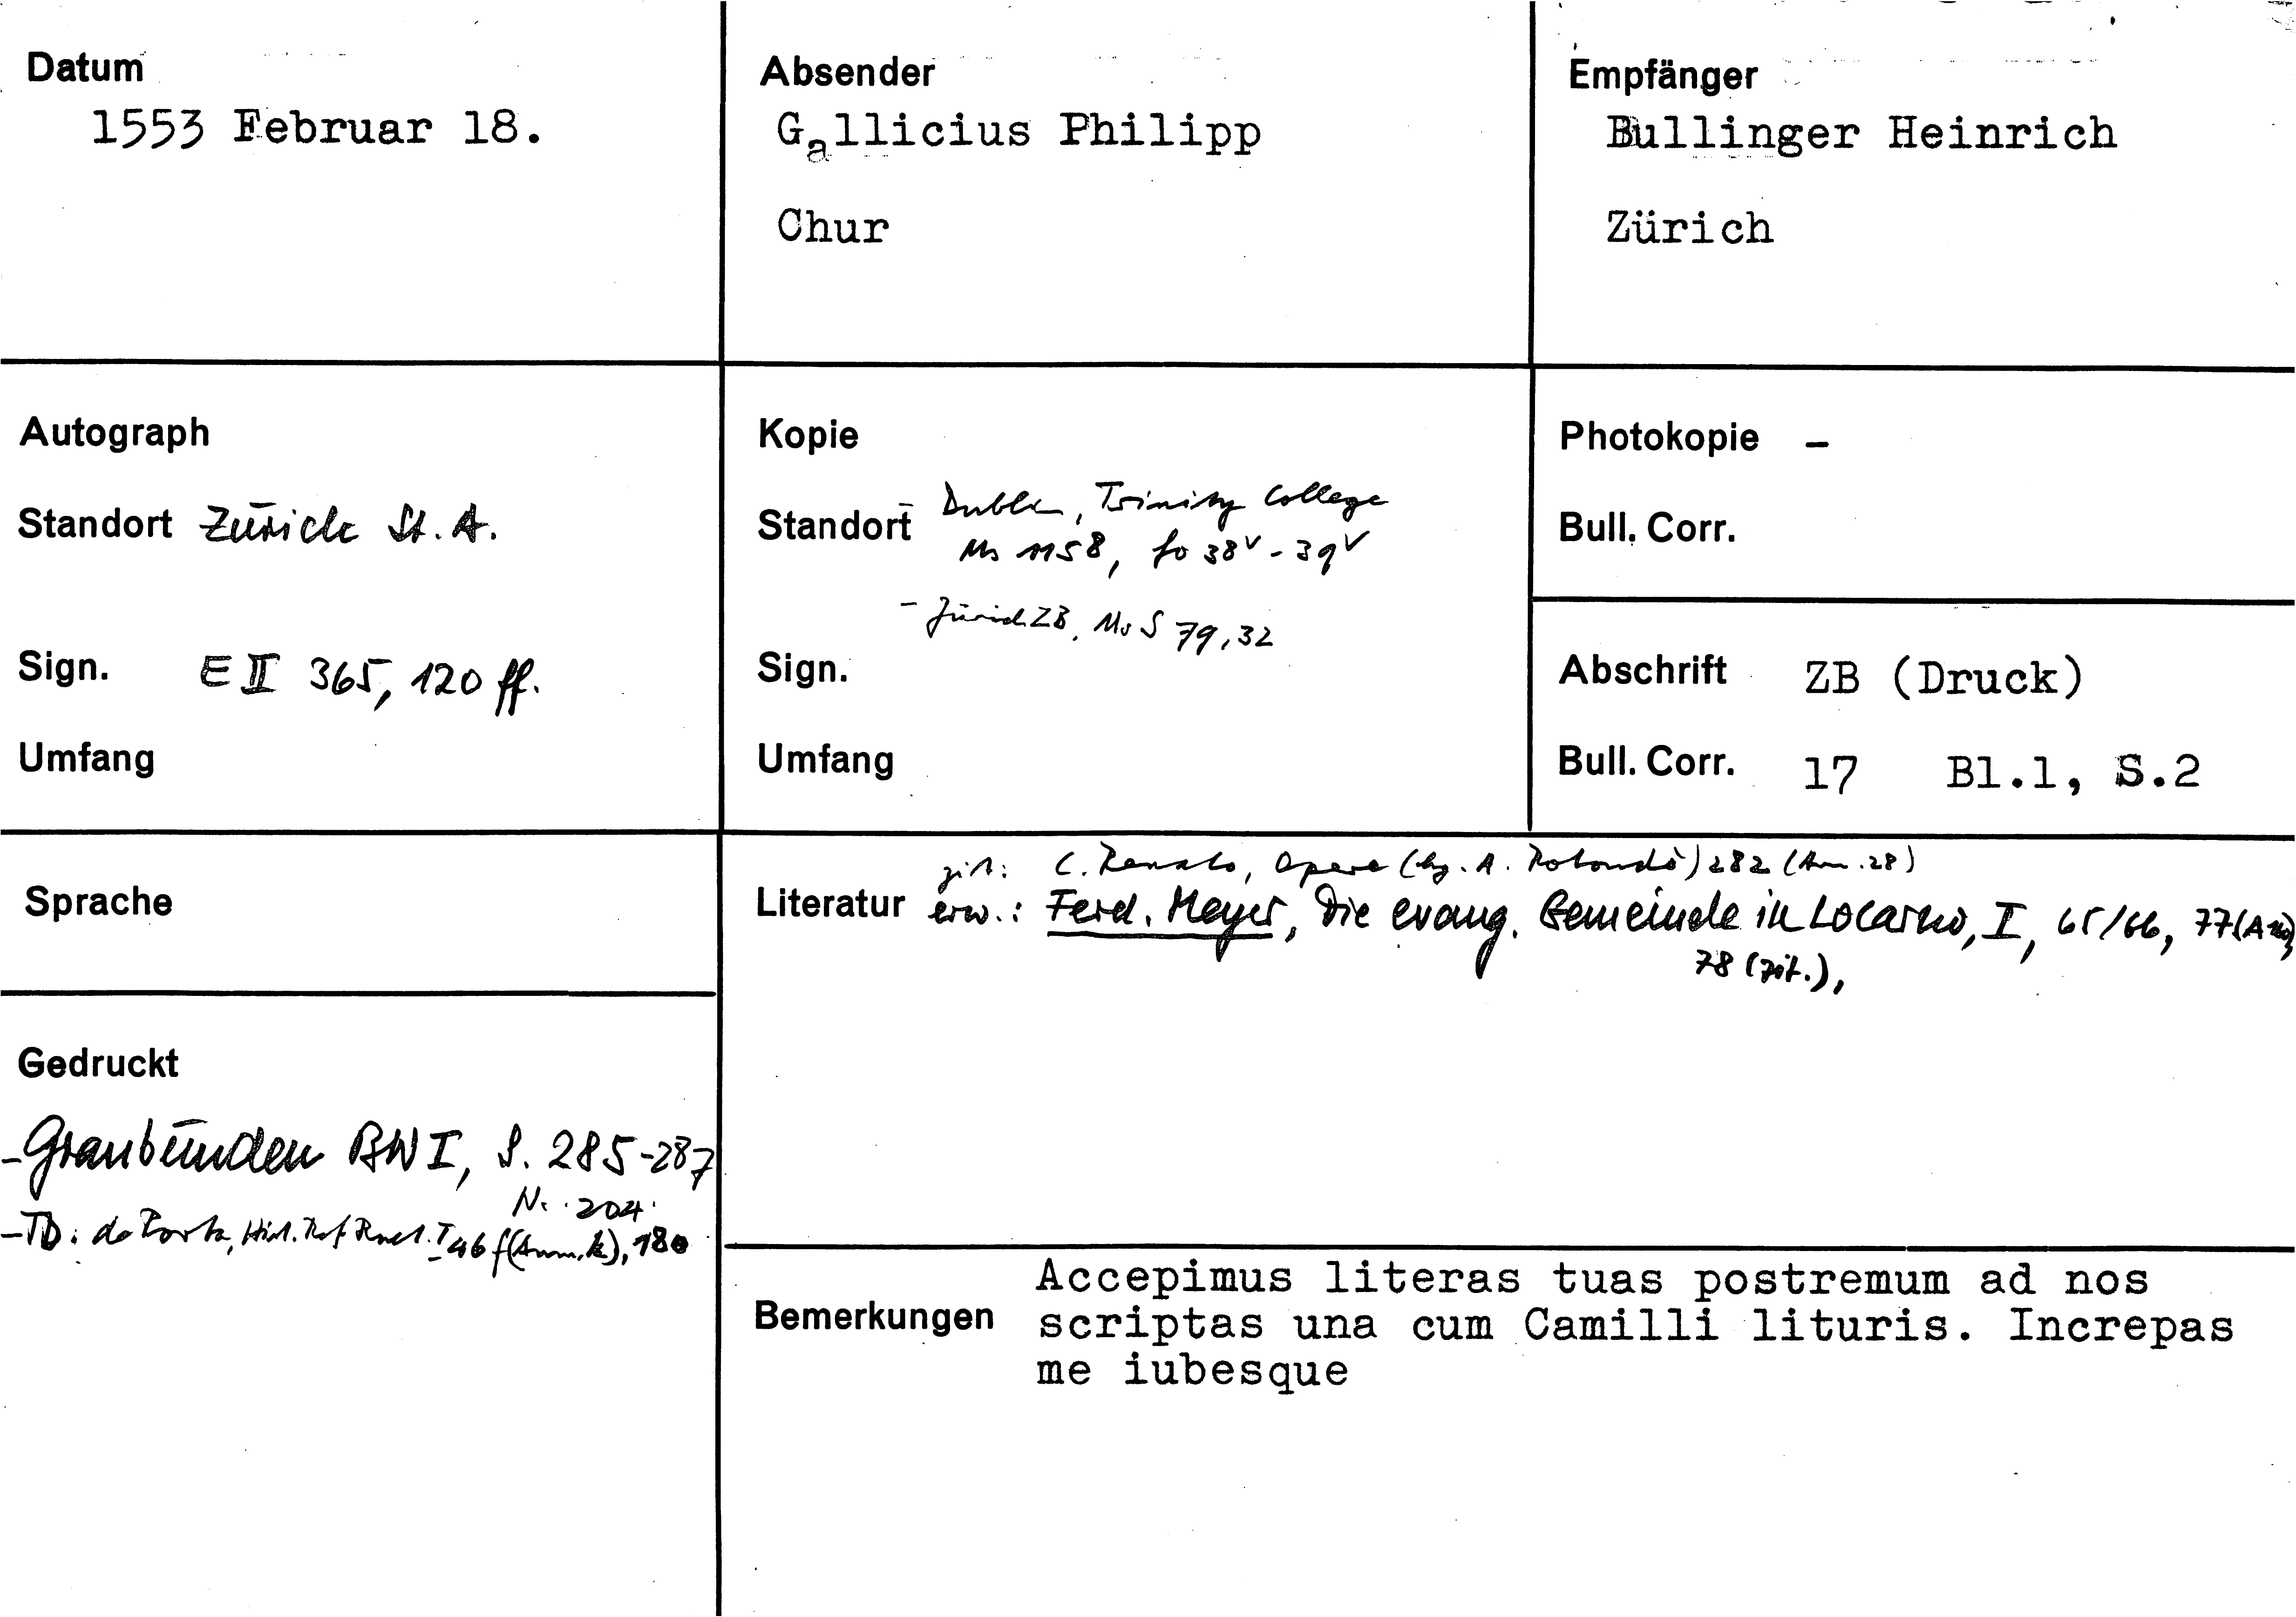 Datum
1553 Februar 18.
Absender
Gallicius Philipp
Chur
Empfänger
Bullinger Heinrich
Zürich
Autograph
Standort Zürich St. A.
Sign. E II 365, 120 ff.
Umfang
Kopie
Standort Dublin, Trinity College
Ms 1158, fo 38v - 39v
- Zürich ZB, Ms S 79, 32
Sign.
Umfang
Photokopie -
Bull. Corr.
Abschrift ZB (Druck)
Bull. Corr. 17 Bl.1, S.2
Sprache
Gedruckt
- Graubünden BW I, S. 285-287
Nr. 204.
- TD: de Porta, Hist. Ref. Raet. I 46 f (Anm. k), 180
zit: C. Renato, Opere (hg. A. Rotondò) 282 (Anm. 28)
Literatur erw.: Ferd. Meyer, Die evang. Gemeinde in Locarno, I, 65/66, 77
78 (zit.),
Bemerkungen
Accepimus literas tuas postremum ad nos
scriptas una cum Camilli lituris. Increpas
me iubesque